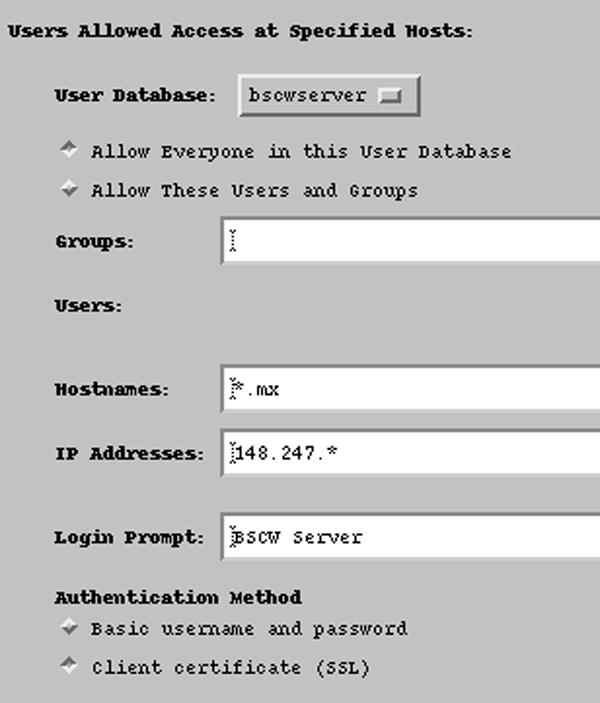 Users Allowed Access at Specified Hosts:
User Database: bscwserver
Allow Everyone in this User Database
Allow These Users and Groups
Groups:
Users:
Hostnames: *.mx
IP Addresses: 148.247.*
Login Prompt: BSCW Server
Authentication Method
Basic username and password
Client certificate (SSL)